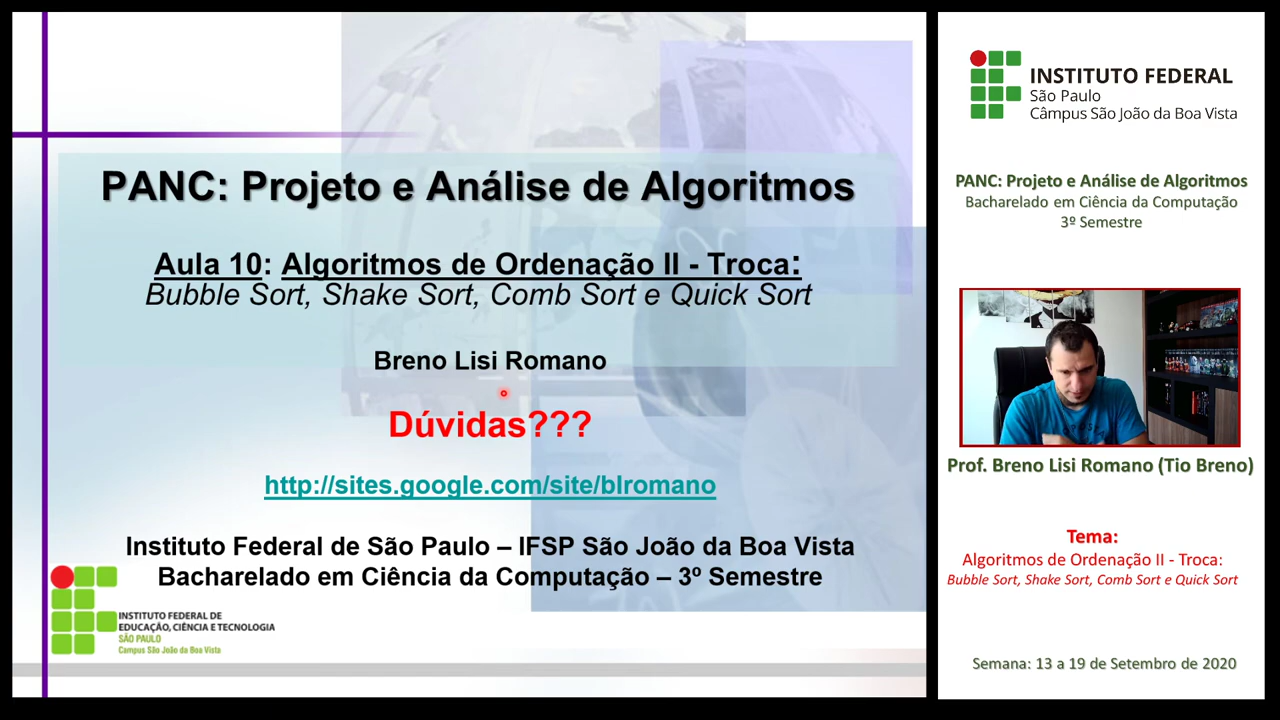 PANC: Projeto e Análise de Algoritmos
Aula 10: Algoritmos de Ordenação II - Troca:
Bubble Sort, Shake Sort, Comb Sort e Quick Sort
Breno Lisi Romano
Dúvidas???
http://sites.google.com/site/blromano
Instituto Federal de São Paulo – IFSP São João da Boa Vista
Bacharelado em Ciência da Computação – 3º Semestre
INSTITUTO FEDERAL DE
EDUCAÇÃO, CIÊNCIA E TECNOLOGIA
SÃO PAULO
Campus São João da Boa Vista
INSTITUTO FEDERAL
São Paulo
Câmpus São João da Boa Vista
PANC: Projeto e Análise de Algoritmos
Bacharelado em Ciência da Computação
3º Semestre
Prof. Breno Lisi Romano (Tio Breno)
Tema:
Algoritmos de Ordenação II - Troca:
Bubble Sort, Shake Sort, Comb Sort e Quick Sort
Semana: 13 a 19 de Setembro de 2020